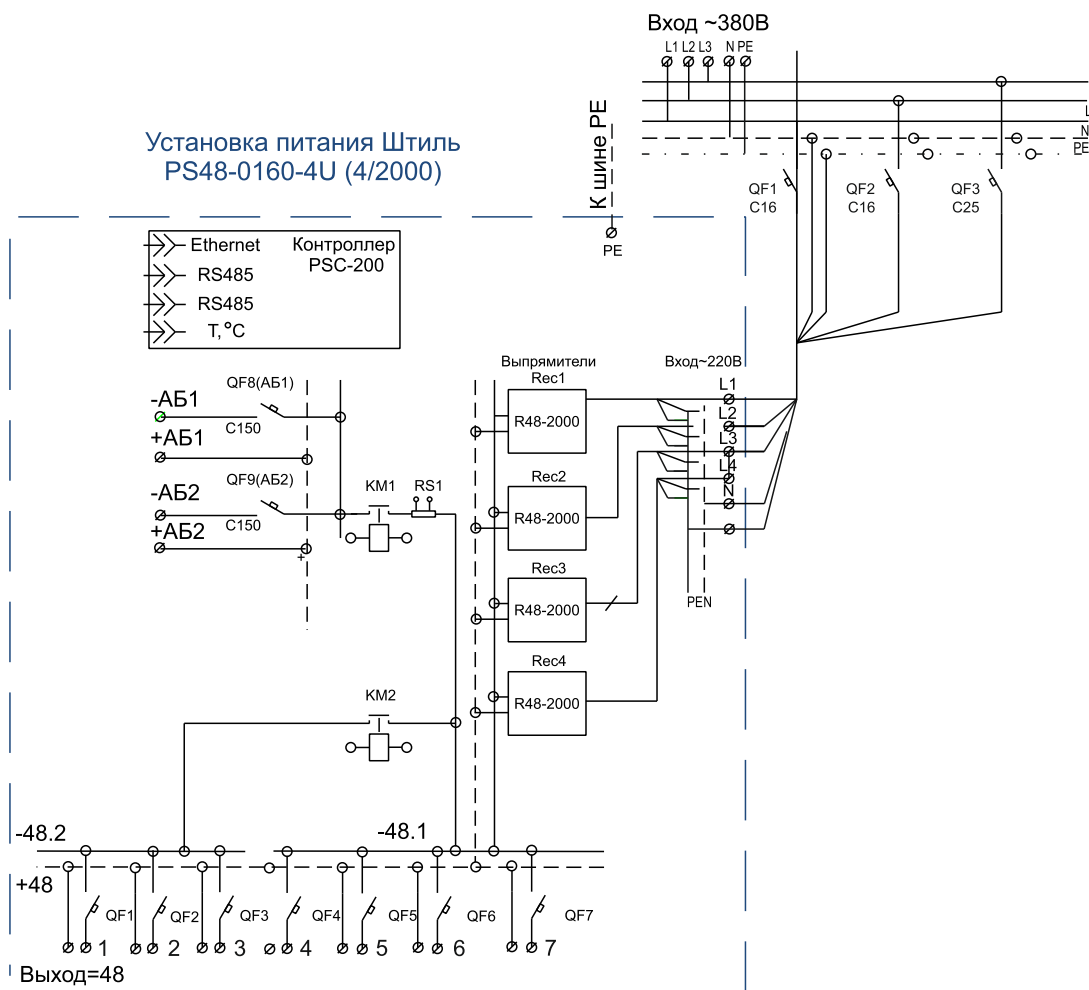 Вход ~380В
L1 L2 L3 N PE
L
N
PE
Установка питания Штиль
PS48-0160-4U (4/2000)
К шине PE
PE
QF1
C16
QF2
C16
QF3
C25
Ethernet
Контроллер
PSC-200
RS485
RS485
T,°C
Выпрямители
Вход~220В
Rec1
R48-2000
Rec2
R48-2000
Rec3
R48-2000
Rec4
R48-2000
L1
L2
L3
L4
N
PEN
-АБ1
QF8(АБ1)
C150
+АБ1
-АБ2
QF9(АБ2)
C150
+АБ2
+
KM1
RS1
KM2
-48.2
-48.1
+48
QF1
QF2
QF3
QF4
QF5
QF6
QF7
1
2
3
4
5
6
7
Выход=48